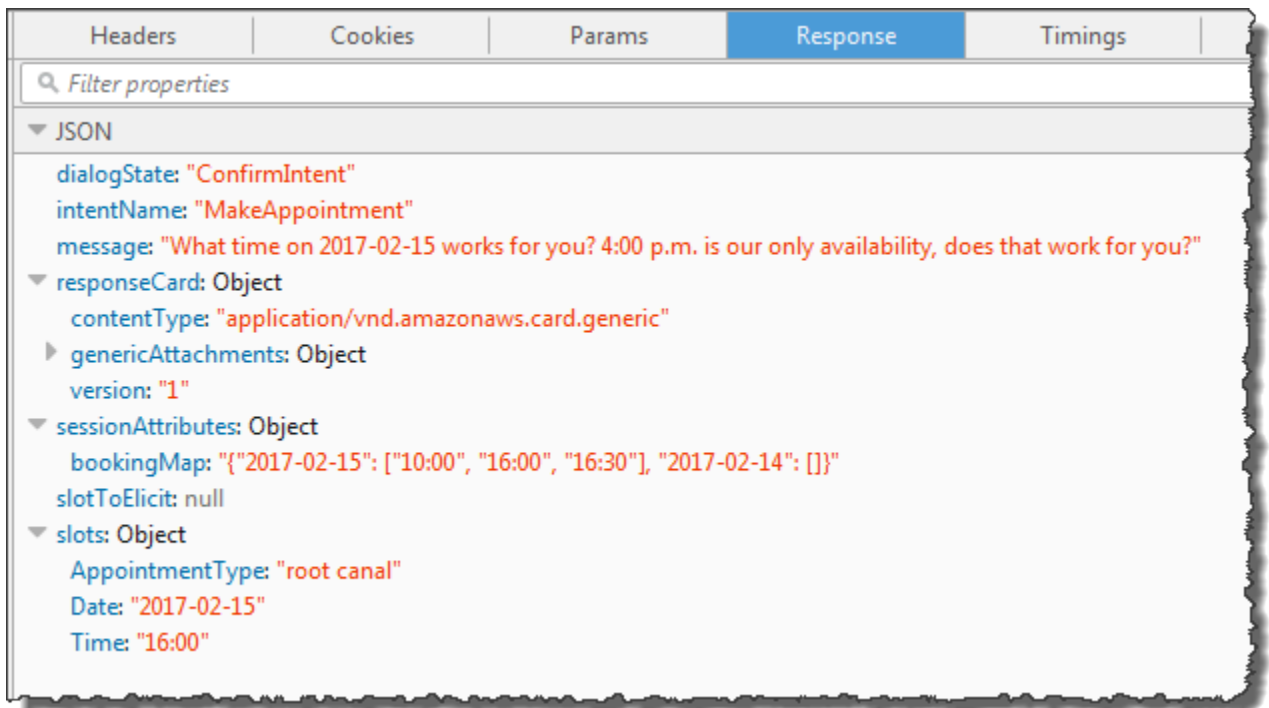 Headers Cookies Params Response Timings
Filter properties
JSON
dialogState: "ConfirmIntent"
intentName: "MakeAppointment"
message: "What time on 2017-02-15 works for you? 4:00 p.m. is our only availability, does that work for you?"
responseCard: Object
contentType: "application/vnd.amazonaws.card.generic"
genericAttachments: Object
version: "1"
sessionAttributes: Object
bookingMap: "{"2017-02-15": ["10:00", "16:00", "16:30"], "2017-02-14": []}"
slotToElicit: null
slots: Object
AppointmentType: "root canal"
Date: "2017-02-15"
Time: "16:00"